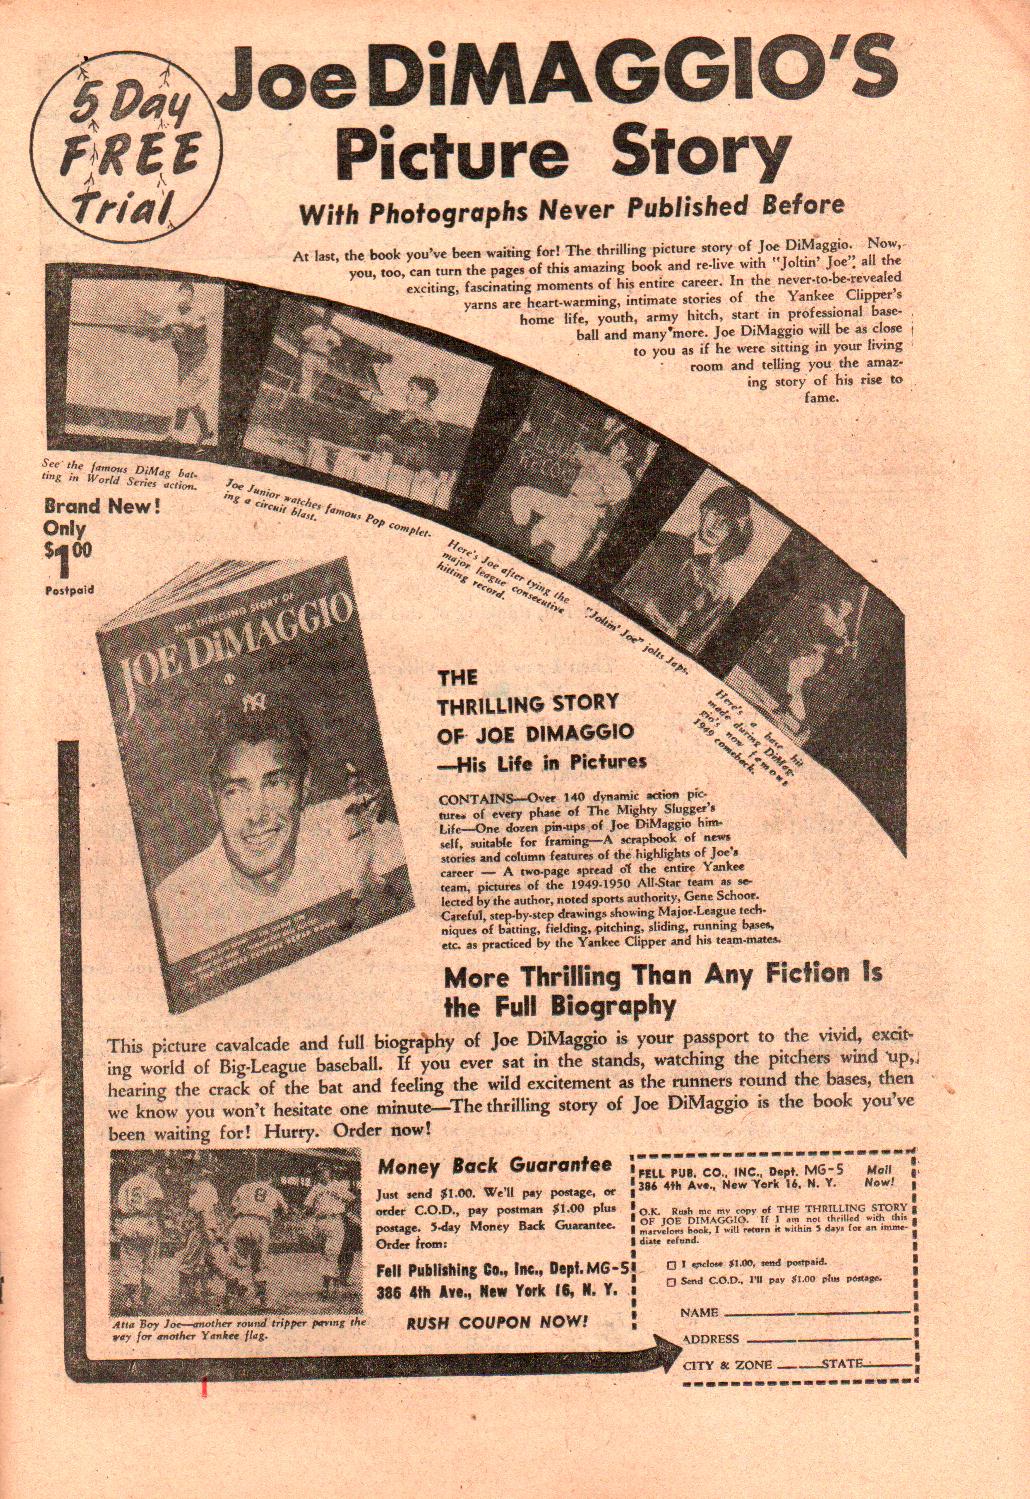 5 Day
FREE
Trial
Joe DiMAGGIO'S
Picture Story
With Photographs Never Published Before
At last, the book you've been waiting for! The thrilling picture story of Joe DiMaggio. Now,
you, too, can turn the pages of this amazing book and re-live with "Joltin' Joe", all the
exciting, fascinating moments of his entire career. In the never-to-be-revealed
yarns are heart-warming, intimate stories of the Yankee Clipper's
home life, youth, army hitch, start in professional base-
ball and many more. Joe DiMaggio will be as close
to you as if he were sitting in your living
room and telling you the amaz-
ing story of his rise to
fame.
See the famous DiMag bat-
ting in World Series action.
Joe Junior watches famous Pop complet-
ing a circuit blast.
Here's Joe after tying the
major league consecutive
hitting record.
"Joltin' Joe" jolts Japs.
Here's a base hit
made during DiMag-
gio's now famous
1949 comeback.
Brand New!
Only
$1.00
Postpaid
THE THRILLING STORY OF
JOE DiMAGGIO
NY
THE
THRILLING STORY
OF JOE DIMAGGIO
—His Life in Pictures
CONTAINS—Over 140 dynamic action pic-
tures of every phase of The Mighty Slugger's
Life—One dozen pin-ups of Joe DiMaggio him-
self, suitable for framing—A scrapbook of news
stories and column features of the highlights of Joe's
career — A two-page spread of the entire Yankee
team, pictures of the 1949-1950 All-Star team as se-
lected by the author, noted sports authority, Gene Schoor.
Careful, step-by-step drawings showing Major-League tech-
niques of batting, fielding, pitching, sliding, running bases,
etc. as practiced by the Yankee Clipper and his team-mates.
More Thrilling Than Any Fiction Is
the Full Biography
This picture cavalcade and full biography of Joe DiMaggio is your passport to the vivid, excit-
ing world of Big-League baseball. If you ever sat in the stands, watching the pitchers wind up,
hearing the crack of the bat and feeling the wild excitement as the runners round the bases, then
we know you won't hesitate one minute—The thrilling story of Joe DiMaggio is the book you've
been waiting for! Hurry. Order now!
15
8
Atta Boy Joe—another round tripper paving the
way for another Yankee flag.
Money Back Guarantee
Just send $1.00. We'll pay postage, or
order C.O.D., pay postman $1.00 plus
postage. 5-day Money Back Guarantee.
Order from:
Fell Publishing Co., Inc., Dept. MG-5
386 4th Ave., New York 16, N. Y.
RUSH COUPON NOW!
FELL PUB. CO., INC., Dept. MG-5 Mail
386 4th Ave., New York 16, N. Y. Now!
O.K. Rush me my copy of THE THRILLING STORY
OF JOE DIMAGGIO. If I am not thrilled with this
marvelous book, I will return it within 5 days for an imme-
diate refund.
☐ I enclose $1.00, send postpaid.
☐ Send C.O.D., I'll pay $1.00 plus postage.
NAME
ADDRESS
CITY & ZONE STATE